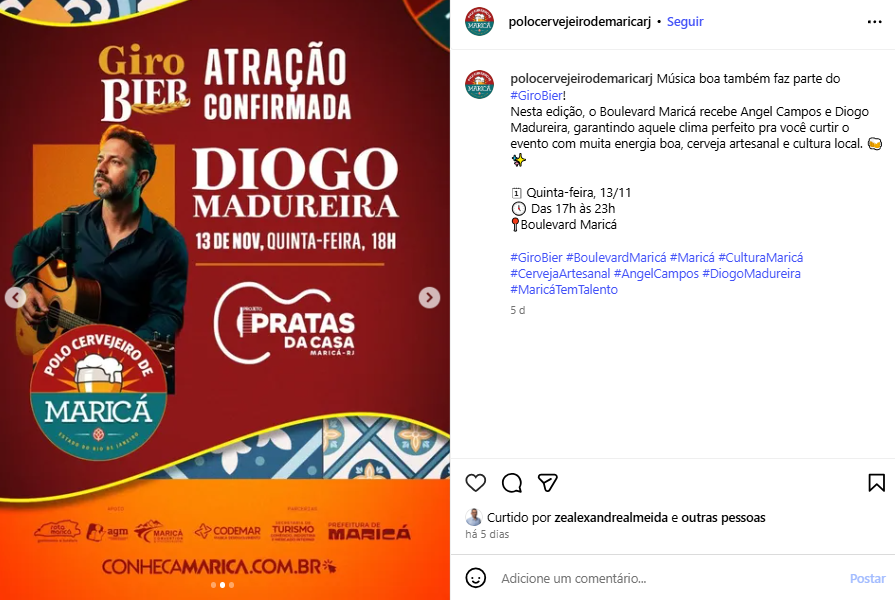 Giro
BIER
ATRAÇÃO
CONFIRMADA
DIOGO
MADUREIRA
13 DE NOV, QUINTA-FEIRA, 18H
PROJETO
PRATAS
DA CASA
MARICÁ-RJ
POLO CERVEJEIRO DE
MARICÁ
ESTADO DO RIO DE JANEIRO
agm
MARICÁ
CODEMAR
TURISMO
PREFEITURA DE
MARICÁ
CONHECAMARICA.COM.BR
polocervejeirodemaricarj • Seguir
polocervejeirodemaricarj Música boa também faz parte do
#GiroBier!
Nesta edição, o Boulevard Maricá recebe Angel Campos e Diogo
Madureira, garantindo aquele clima perfeito pra você curtir o
evento com muita energia boa, cerveja artesanal e cultura local. 🍻
✨
🗓 Quinta-feira, 13/11
🕔 Das 17h às 23h
📍Boulevard Maricá
#GiroBier #BoulevardMaricá #Maricá #CulturaMaricá
#CervejaArtesanal #AngelCampos #DiogoMadureira
#MaricáTemTalento
5 d
Curtido por zealexandrealmeida e outras pessoas
há 5 dias
Adicione um comentário...
Postar